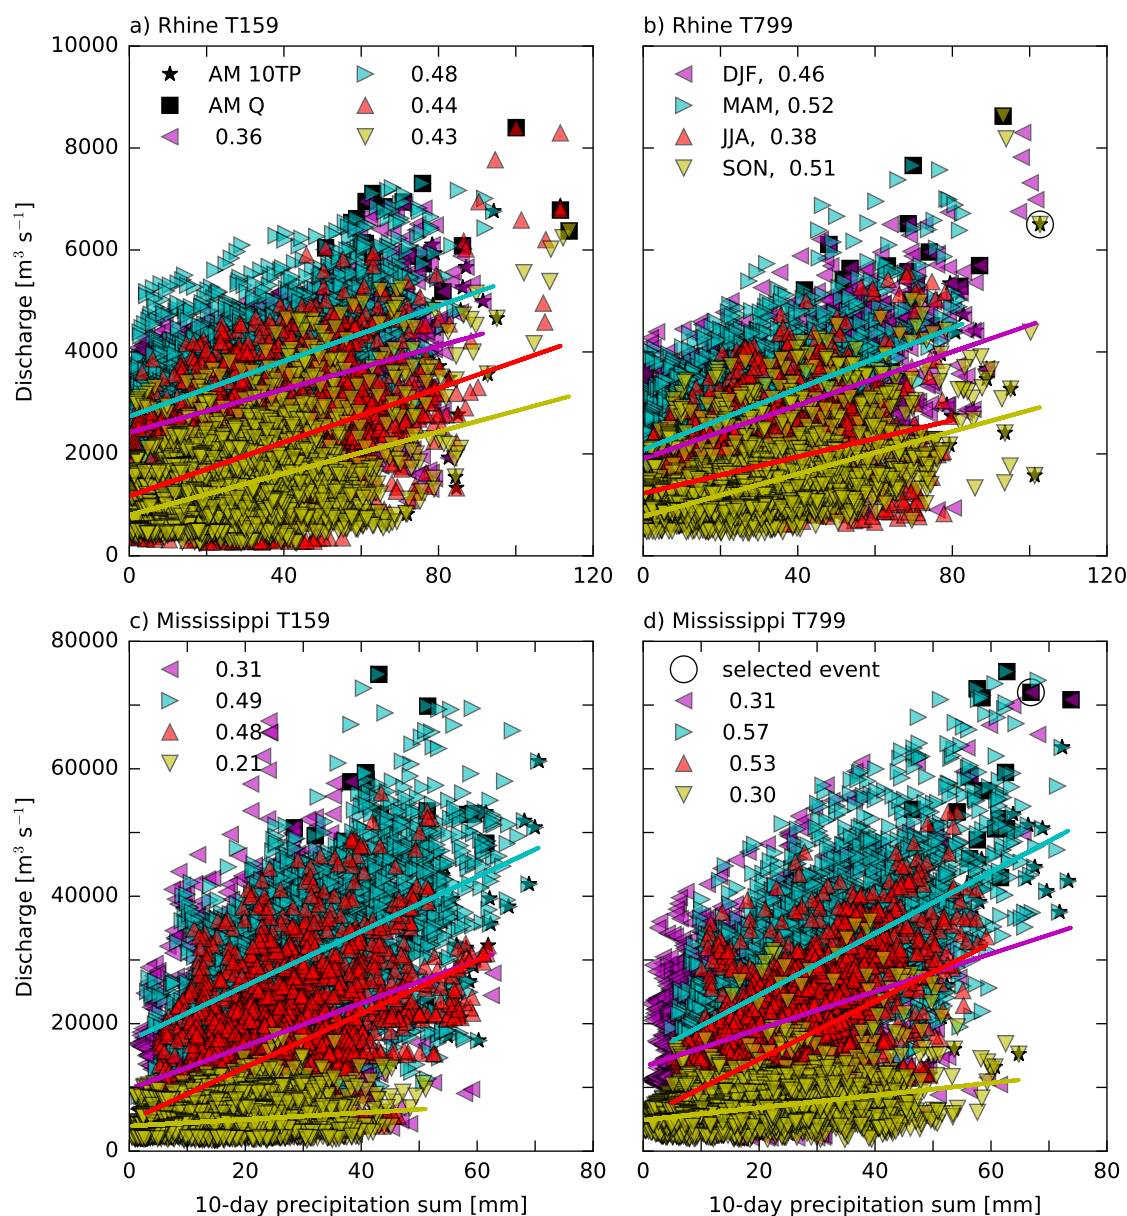 a) Rhine T159
b) Rhine T799
10000
8000
6000
4000
2000
0
Discharge [m³ s⁻¹]
AM 10TP
AM Q
0.36
0.48
0.44
0.43
DJF, 0.46
MAM, 0.52
JJA, 0.38
SON, 0.51
0 40 80 120
0 40 80 120
c) Mississippi T159
d) Mississippi T799
80000
60000
40000
20000
0
Discharge [m³ s⁻¹]
0.31
0.49
0.48
0.21
selected event
0.31
0.57
0.53
0.30
0 20 40 60 80
0 20 40 60 80
10-day precipitation sum [mm]
10-day precipitation sum [mm]